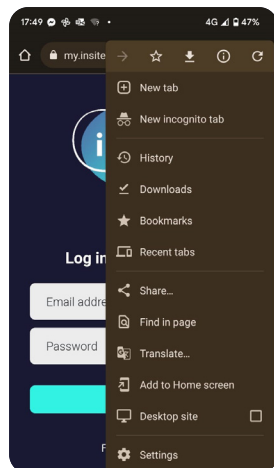 17:49
4G 47%
my.insite
New tab
New incognito tab
History
Downloads
Bookmarks
Recent tabs
Log in
Share...
Email addre
Find in page
Password
Translate...
Add to Home screen
Desktop site
F
Settings